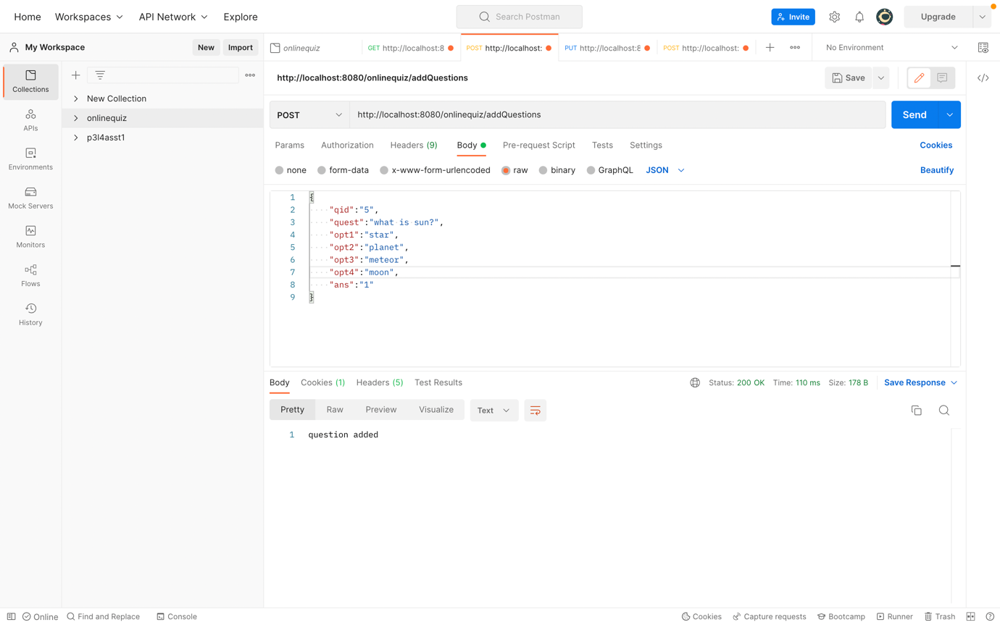 Home Workspaces API Network Explore Search Postman Invite Upgrade
My Workspace New Import onlinequiz GET http://localhost:8 POST http://localhost: PUT http://localhost:8 POST http://localhost: No Environment
Collections
APIs
Environments
Mock Servers
Monitors
Flows
History
New Collection
onlinequiz
p3l4asst1
http://localhost:8080/onlinequiz/addQuestions Save
POST http://localhost:8080/onlinequiz/addQuestions Send
Params Authorization Headers (9) Body Pre-request Script Tests Settings Cookies
none form-data x-www-form-urlencoded raw binary GraphQL JSON Beautify
1 {
2 "qid":"5",
3 "quest":"what is sun?",
4 "opt1":"star",
5 "opt2":"planet",
6 "opt3":"meteor",
7 "opt4":"moon",
8 "ans":"1"
9 }
Body Cookies (1) Headers (5) Test Results Status: 200 OK Time: 110 ms Size: 178 B Save Response
Pretty Raw Preview Visualize Text
1 question added
Online Find and Replace Console Cookies Capture requests Bootcamp Runner Trash